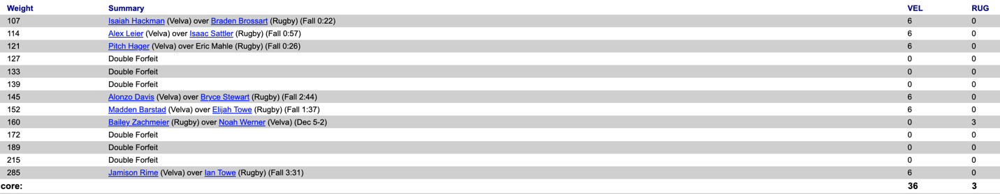 Weight Summary VEL RUG
107 Isaiah Hackman (Velva) over Braden Brossart (Rugby) (Fall 0:22) 6 0
114 Alex Leier (Velva) over Isaac Sattler (Rugby) (Fall 0:57) 6 0
121 Pitch Hager (Velva) over Eric Mahle (Rugby) (Fall 0:26) 6 0
127 Double Forfeit 0 0
133 Double Forfeit 0 0
139 Double Forfeit 0 0
145 Alonzo Davis (Velva) over Bryce Stewart (Rugby) (Fall 2:44) 6 0
152 Madden Barstad (Velva) over Elijah Towe (Rugby) (Fall 1:37) 6 0
160 Bailey Zachmeier (Rugby) over Noah Werner (Velva) (Dec 5-2) 0 3
172 Double Forfeit 0 0
189 Double Forfeit 0 0
215 Double Forfeit 0 0
285 Jamison Rime (Velva) over Ian Towe (Rugby) (Fall 3:31) 6 0
core: 36 3